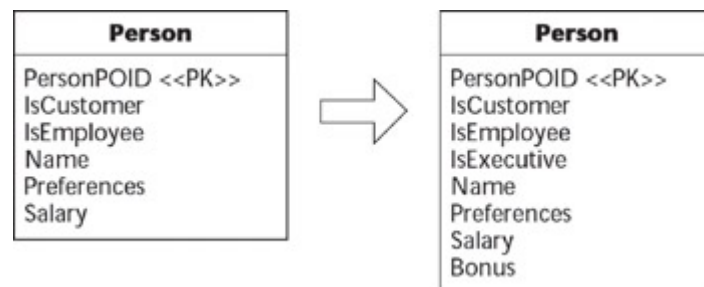 Person
PersonPOID <<PK>>
IsCustomer
IsEmployee
Name
Preferences
Salary
Person
PersonPOID <<PK>>
IsCustomer
IsEmployee
IsExecutive
Name
Preferences
Salary
Bonus